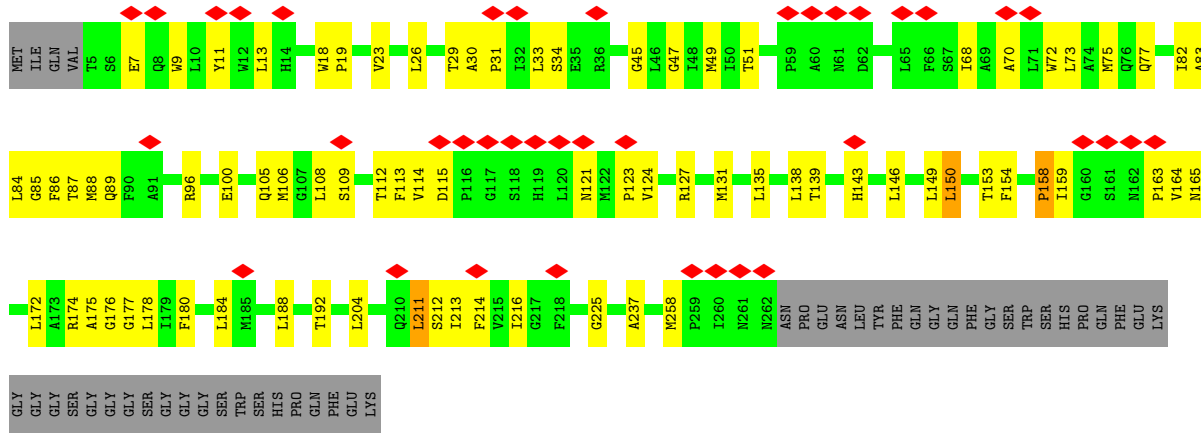 MET ILE GLN VAL T5 S6 E7 Q8 W9 L10 Y11 W12 L13 H14 W18 P19 V23 L26 T29 A30 P31 I32 L33 S34 E35 R36 G45 L46 G47 I48 M49 I50 T51 P59 A60 N61 D62 L65 F66 S67 I68 A69 A70 L71 W72 L73 A74 M75 Q76 Q77 I82 A83
L84 G85 F86 T87 M88 Q89 F90 A91 R96 E100 Q105 M106 G107 L108 S109 T112 F113 V114 D115 P116 G117 S118 H119 L120 N121 M122 P123 V124 R127 M131 L135 L138 T139 H143 L146 L149 L150 T153 F154 P158 I159 G160 S161 N162 P163 V164 N165
L172 A173 R174 A175 G176 G177 L178 I179 F180 L184 M185 L188 T192 L204 Q210 L211 S212 I213 F214 V215 I216 G217 F218 G225 A237 M258 P259 I260 N261 N262 ASN PRO GLU ASN LEU TYR PHE GLN GLY GLN PHE GLY SER TRP SER HIS PRO GLN PHE GLU LYS
GLY GLY GLY SER GLY GLY GLY SER GLY GLY GLY SER TRP SER HIS PRO GLN PHE GLU LYS